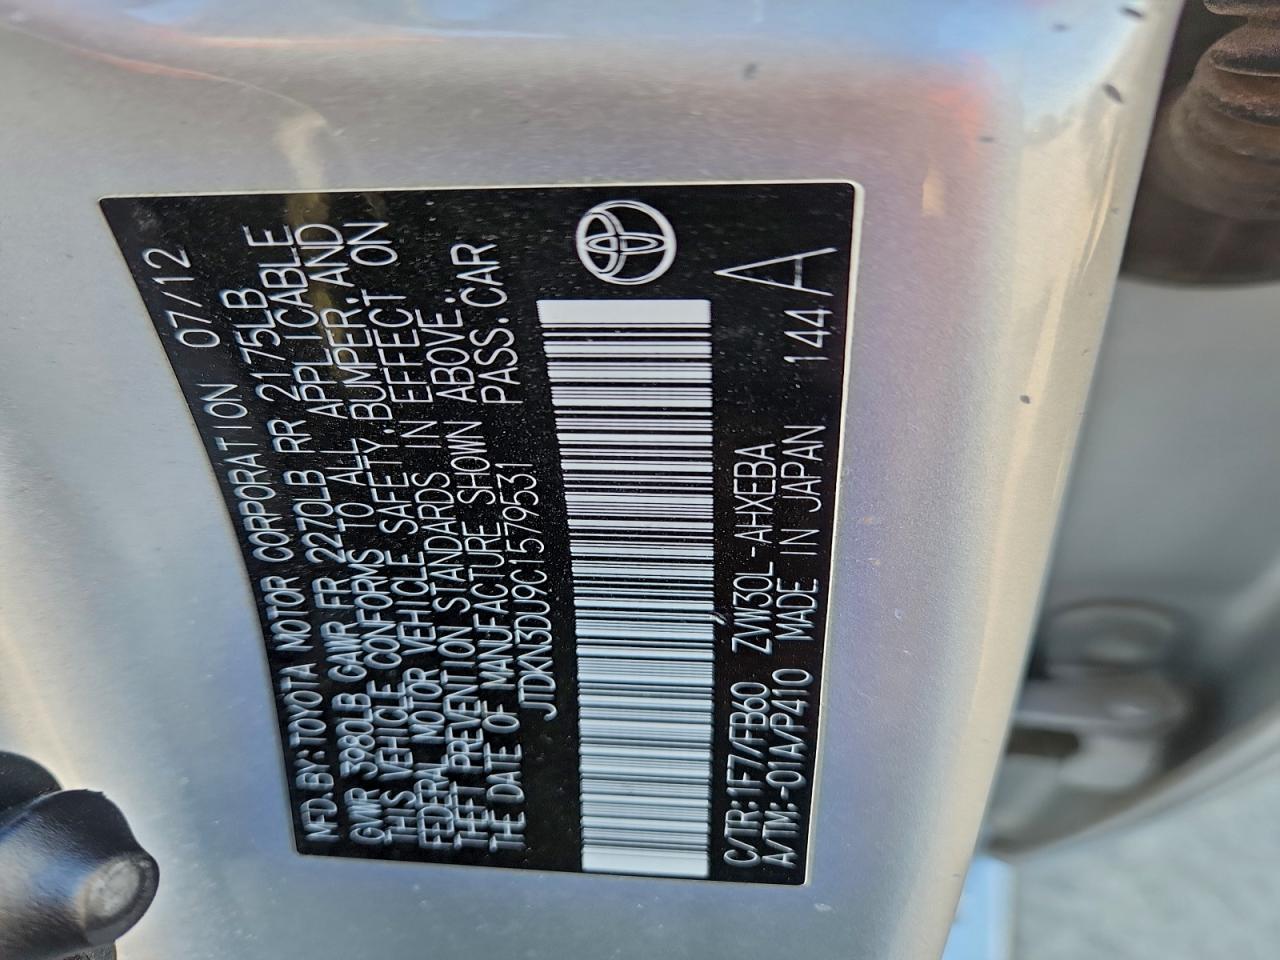 MFD.BY:TOYOTA MOTOR CORPORATION 07/12
GVWR 3980LB GAWR FR 2270LB RR 2175LB
THIS VEHICLE CONFORMS TO ALL APPLICABLE
FEDERAL MOTOR VEHICLE SAFETY, BUMPER, AND
THEFT PREVENTION STANDARDS IN EFFECT ON
THE DATE OF MANUFACTURE SHOWN ABOVE.
JTDKN3DU9C1579531 PASS.CAR
C/TR:1F7/FB60 ZVW30L-AHXEBA
A/TM:-01A/P410 MADE IN JAPAN 144 A